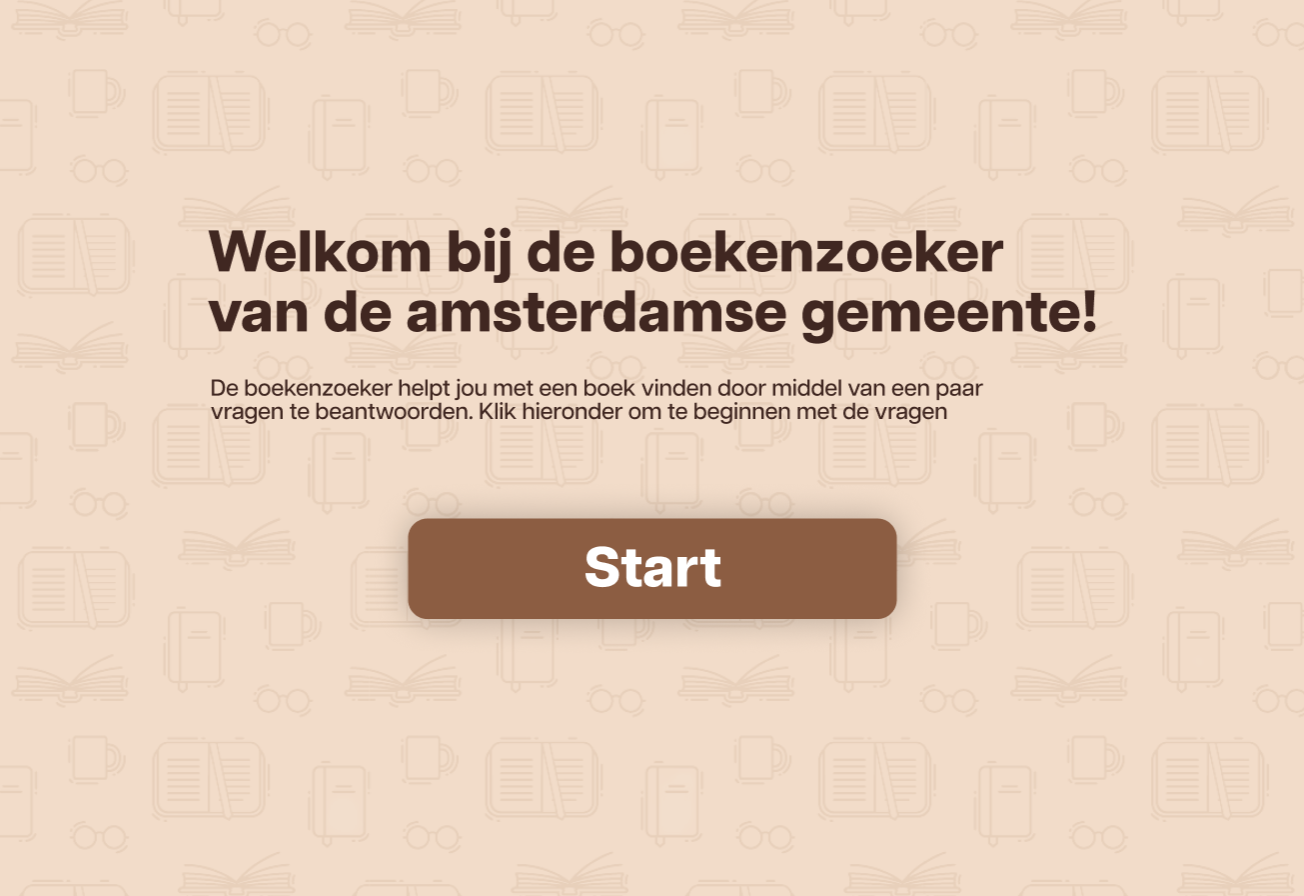 Welkom bij de boekenzoeker
van de amsterdamse gemeente!
De boekenzoeker helpt jou met een boek vinden door middel van een paar
vragen te beantwoorden. Klik hieronder om te beginnen met de vragen
Start